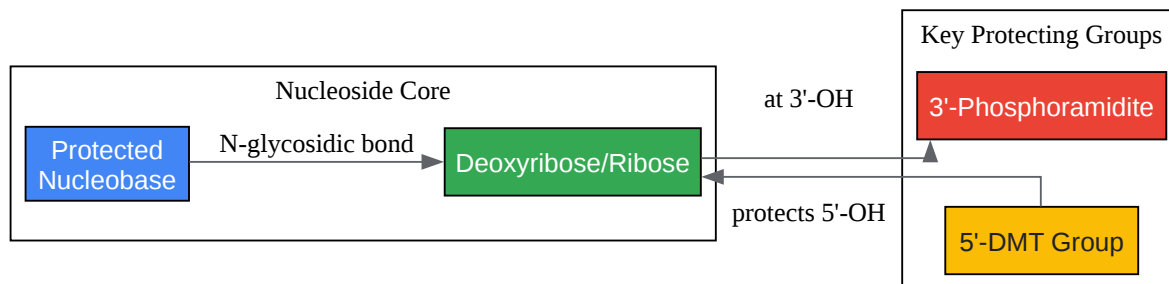 Key Protecting Groups
Nucleoside Core
at 3'-OH
3'-Phosphoramidite
Protected
Nucleobase
N-glycosidic bond
Deoxyribose/Ribose
protects 5'-OH
5'-DMT Group